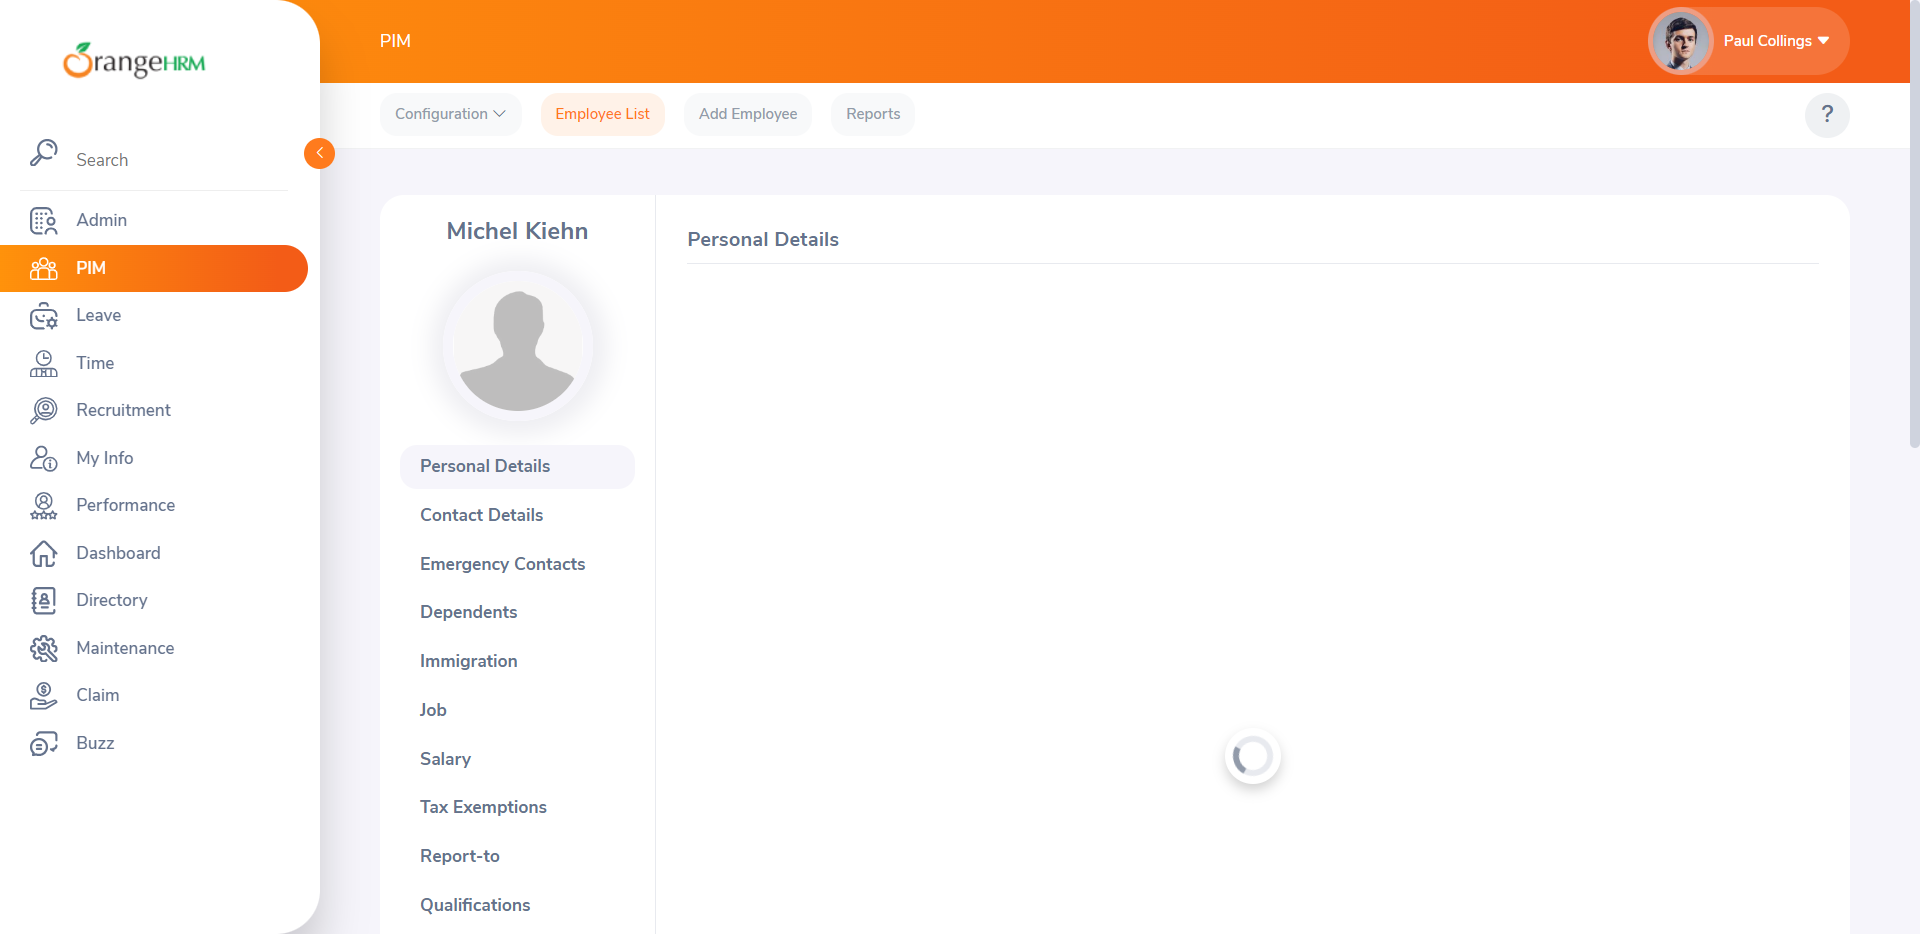 OrangeHRM
Search
Admin
PIM
Leave
Time
Recruitment
My Info
Performance
Dashboard
Directory
Maintenance
Claim
Buzz
PIM
Paul Collings
Configuration
Employee List
Add Employee
Reports
?
Michel Kiehn
Personal Details
Contact Details
Emergency Contacts
Dependents
Immigration
Job
Salary
Tax Exemptions
Report-to
Qualifications
Personal Details